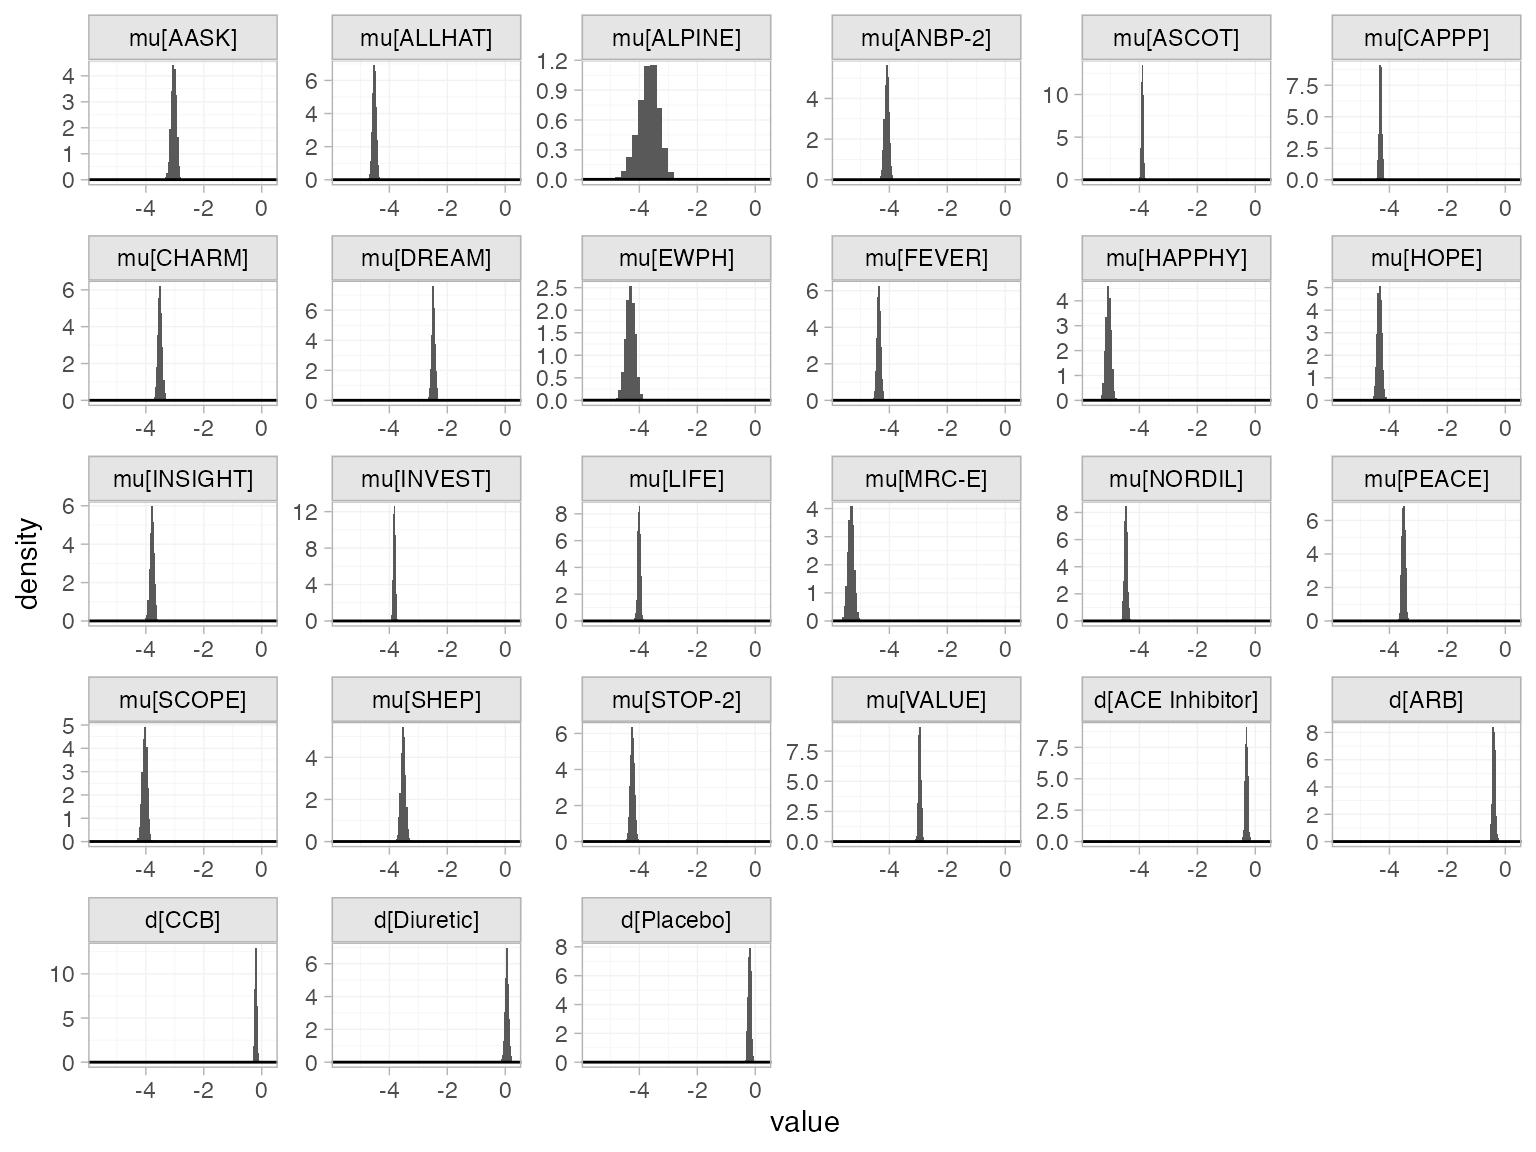 mu[AASK] mu[ALLHAT] mu[ALPINE] mu[ANBP-2] mu[ASCOT] mu[CAPPP]
4 3 2 1 0 6 4 2 0 1.2 0.9 0.6 0.3 0.0 4 2 0 10 5 0 7.5 5.0 2.5 0.0
-4 -2 0 -4 -2 0 -4 -2 0 -4 -2 0 -4 -2 0 -4 -2 0
mu[CHARM] mu[DREAM] mu[EWPH] mu[FEVER] mu[HAPPHY] mu[HOPE]
6 4 2 0 6 4 2 0 2.5 2.0 1.5 1.0 0.5 0.0 6 4 2 0 4 3 2 1 0 5 4 3 2 1 0
-4 -2 0 -4 -2 0 -4 -2 0 -4 -2 0 -4 -2 0 -4 -2 0
mu[INSIGHT] mu[INVEST] mu[LIFE] mu[MRC-E] mu[NORDIL] mu[PEACE]
6 4 2 0 12 8 4 0 8 6 4 2 0 4 3 2 1 0 8 6 4 2 0 6 4 2 0
-4 -2 0 -4 -2 0 -4 -2 0 -4 -2 0 -4 -2 0 -4 -2 0
density
mu[SCOPE] mu[SHEP] mu[STOP-2] mu[VALUE] d[ACE Inhibitor] d[ARB]
5 4 3 2 1 0 4 2 0 6 4 2 0 7.5 5.0 2.5 0.0 7.5 5.0 2.5 0.0 8 6 4 2 0
-4 -2 0 -4 -2 0 -4 -2 0 -4 -2 0 -4 -2 0 -4 -2 0
d[CCB] d[Diuretic] d[Placebo]
10 5 0 6 4 2 0 8 6 4 2 0
-4 -2 0 -4 -2 0 -4 -2 0
value